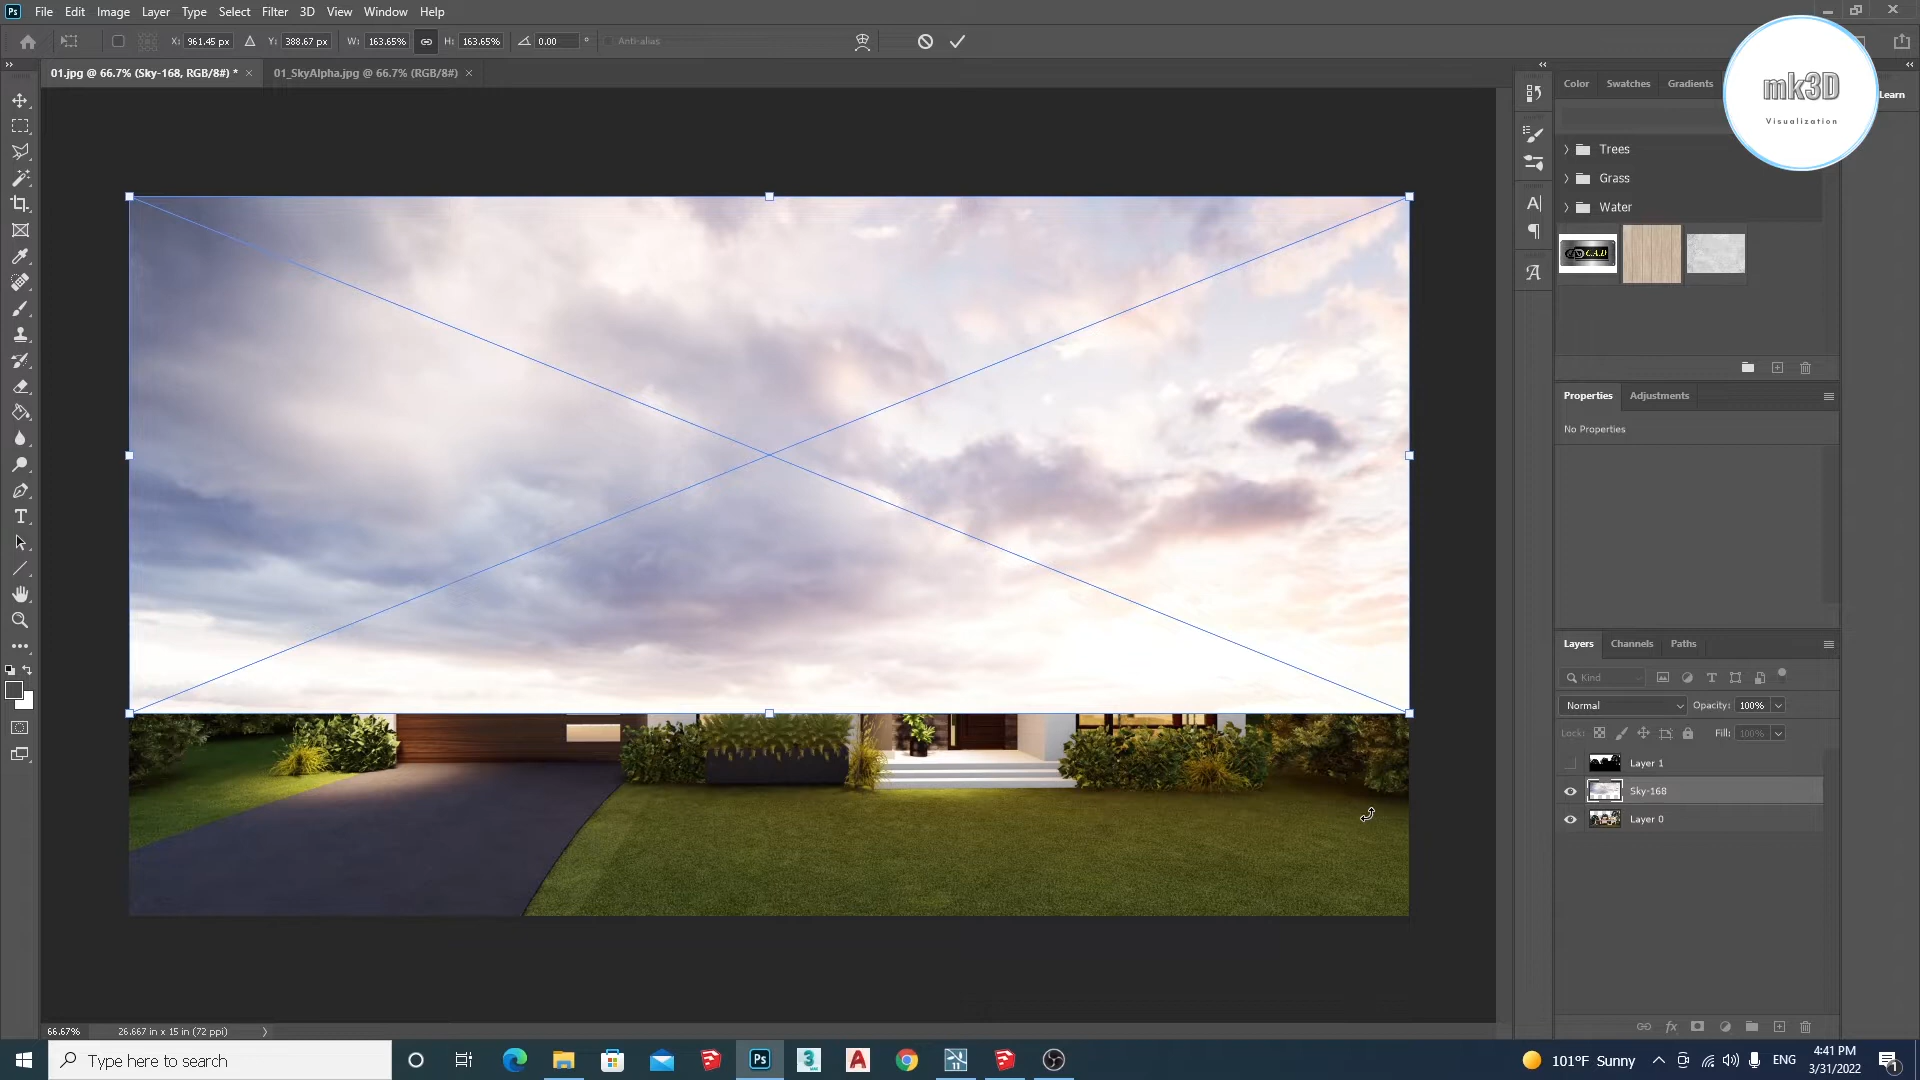 Ps File Edit Image Layer Type Select Filter 3D View Window Help
X: 961.45 px Y: 388.67 px W: 163.65% H: 163.65% 0.00 ° Anti-alias
01.jpg @ 66.7% (Sky-168, RGB/8#) * × 01_SkyAlpha.jpg @ 66.7% (RGB/8#) ×
Color Swatches Gradients
mk3D
Visualization
Learn
Trees
Grass
Water
C.A.D
Properties Adjustments
No Properties
Layers Channels Paths
Kind
Normal Opacity: 100%
Lock: Fill: 100%
Layer 1
Sky-168
Layer 0
66.67% 26.667 in x 15 in (72 ppi)
Type here to search
101°F Sunny ENG 4:41 PM
3/31/2022